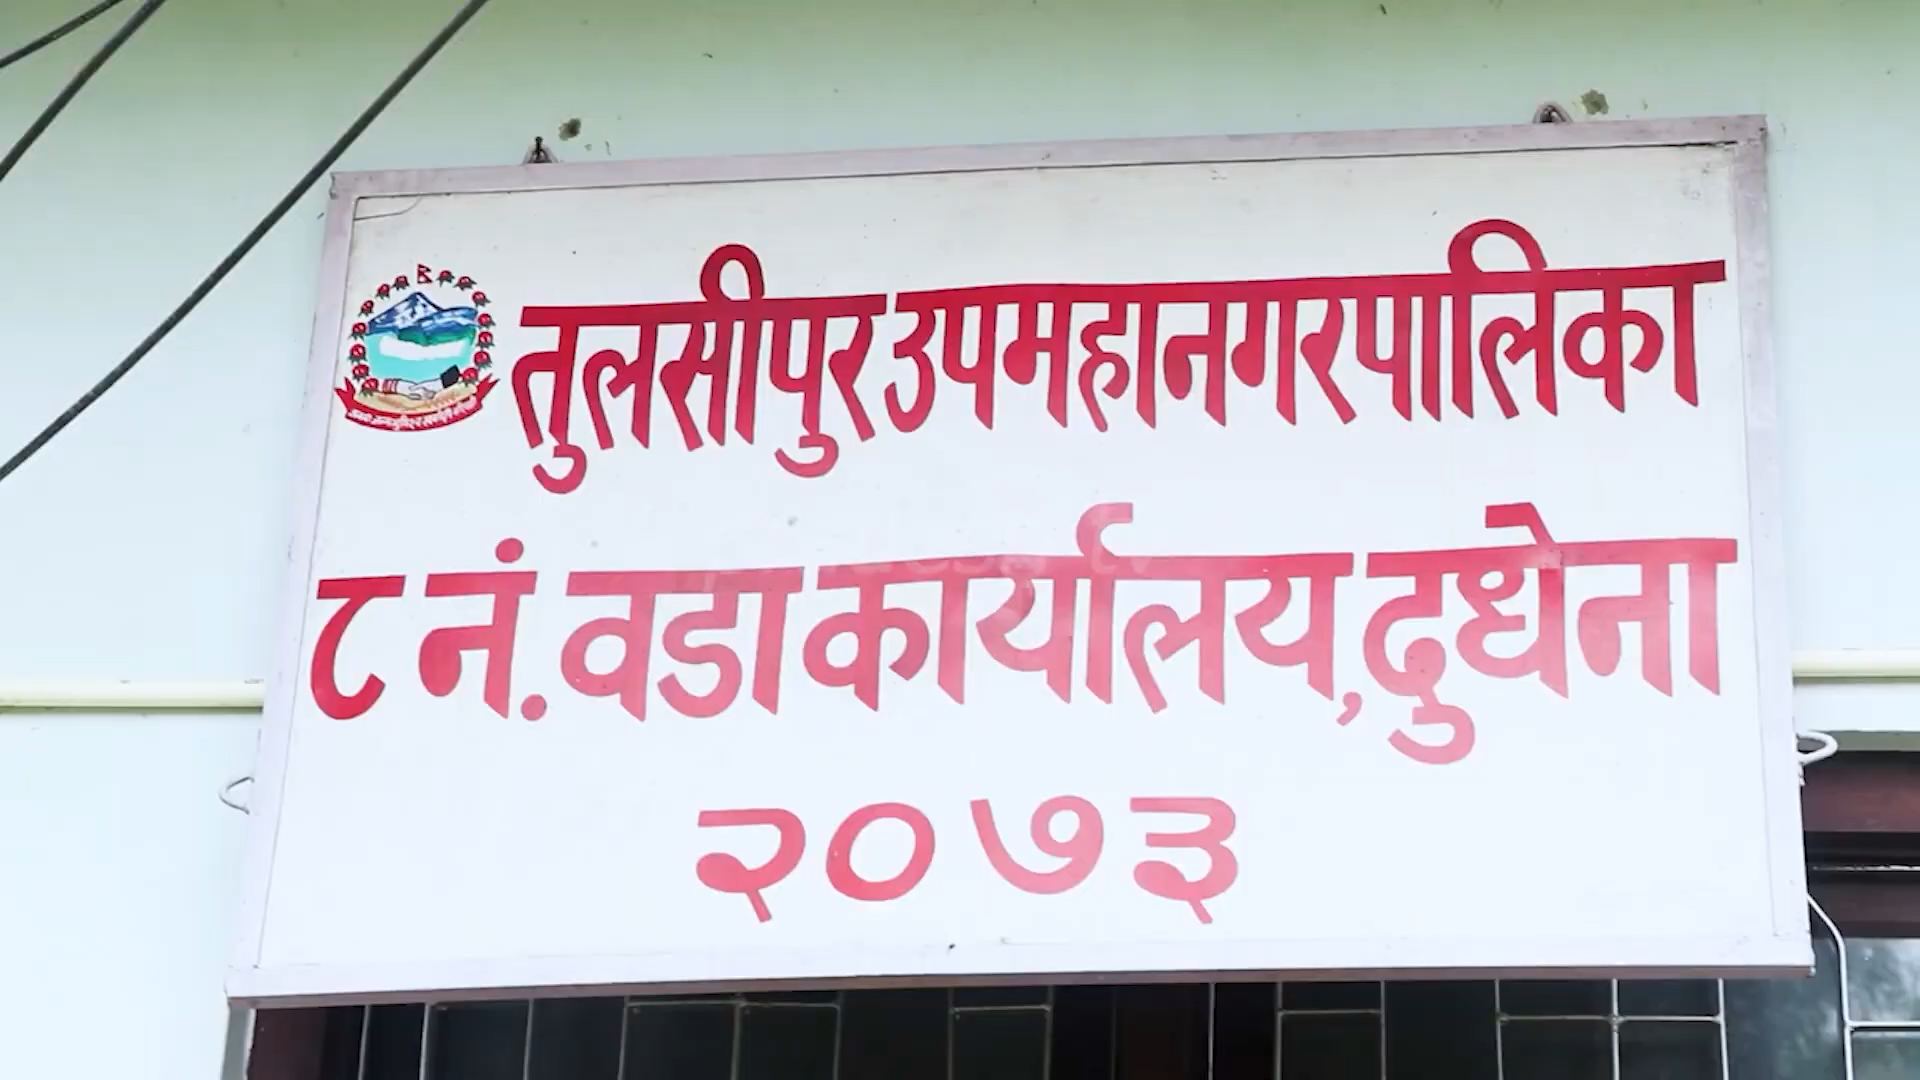 तुलसीपुर उपमहानगरपालिका
८ नं. वडा कार्यालय, दुधेना
२०७३